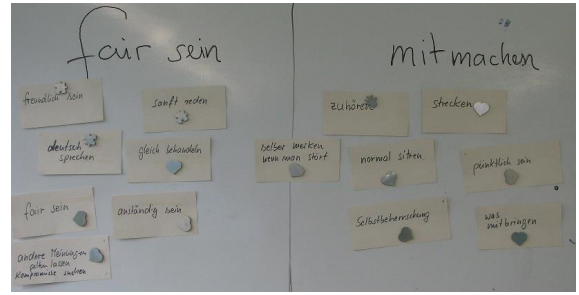 fair sein
freundlich sein
sanft reden
deutsch
sprechen
gleich behandeln
fair sein
anständig sein
andere Meinungen
gelten lassen
Kompromisse suchen
mitmachen
zuhören
strecken
selber merken
wenn man stört
normal sitzen
pünktlich sein
Selbstbeherrschung
was
mitbringen